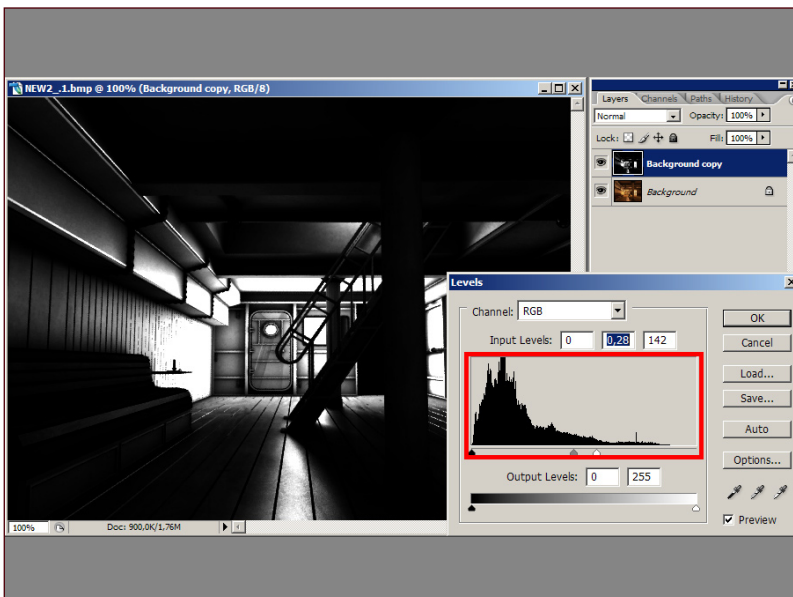 NEW2_.1.bmp @ 100% (Background copy, RGB/8)
Layers Channels Paths History
Normal Opacity: 100%
Lock: Fill: 100%
Background copy
Background
Levels
Channel: RGB
OK
Input Levels: 0 0,28 142
Cancel
Load...
Save...
Auto
Options...
Output Levels: 0 255
Preview
100% Doc: 900,0K/1,76M